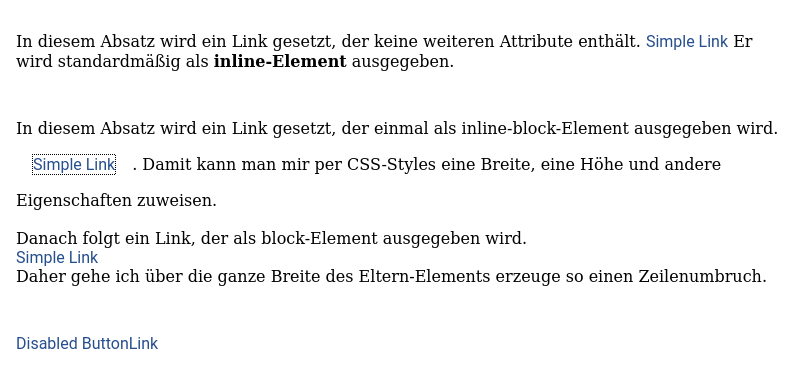 In diesem Absatz wird ein Link gesetzt, der keine weiteren Attribute enthält. Simple Link Er
wird standardmäßig als inline-Element ausgegeben.
In diesem Absatz wird ein Link gesetzt, der einmal als inline-block-Element ausgegeben wird.
Simple Link . Damit kann man mir per CSS-Styles eine Breite, eine Höhe und andere
Eigenschaften zuweisen.
Danach folgt ein Link, der als block-Element ausgegeben wird.
Simple Link
Daher gehe ich über die ganze Breite des Eltern-Elements erzeuge so einen Zeilenumbruch.
Disabled ButtonLink